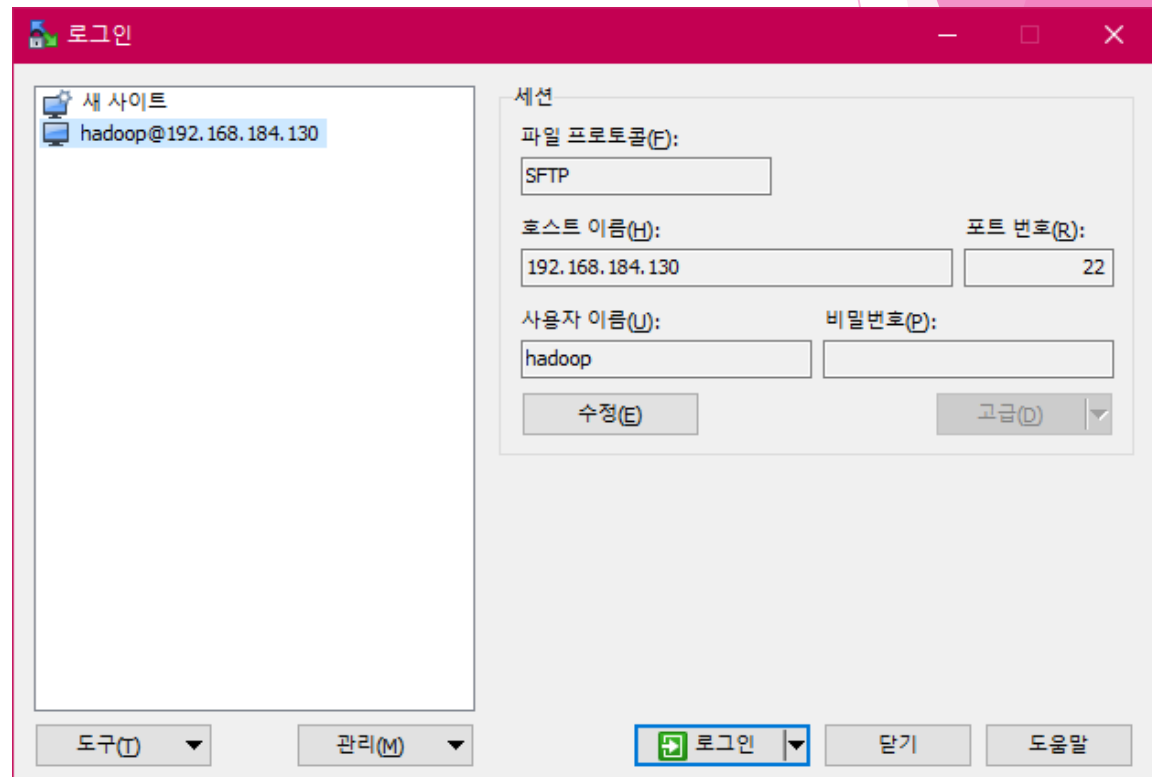 로그인
새 사이트
hadoop@192.168.184.130
세션
파일 프로토콜(F):
SFTP
호스트 이름(H): 포트 번호(R):
192.168.184.130 22
사용자 이름(U): 비밀번호(P):
hadoop
수정(E) 고급(D)
도구(T) 관리(M) 로그인 닫기 도움말